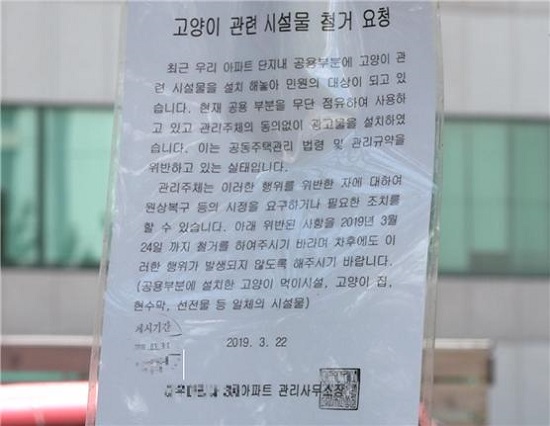 고양이 관련 시설물 철거 요청
최근 우리 아파트 단지내 공용부분에 고양이 관
련 시설물을 설치 해놓아 민원의 대상이 되고 있
습니다. 현재 공용 부분을 무단 점유하여 사용하
고 있고 관리주체의 동의없이 광고물을 설치하였
습니다. 이는 공동주택관리 법령 및 관리규약을
위반하고 있는 실태입니다.
관리주체는 이러한 행위를 위반한 자에 대하여
원상복구 등의 시정을 요구하거나 필요한 조치를
할 수 있습니다. 아래 위반된 시항을 2019년 3월
24일 까지 철거를 하여주시기 바라며 차후에도 이
러한 행위가 발생되지 않도록 해주시기 바랍니다.
(공용부분에 설치한 고양이 먹이시설, 고양이 집,
현수막, 선전물 등 일체의 시설물)
게시기간
2019. 3. 22
아파트 관리사무소장